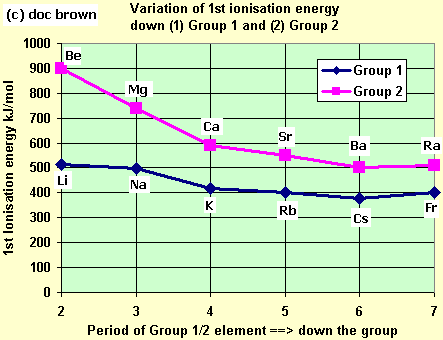 (c) doc brown
Variation of 1st ionisation energy
down (1) Group 1 and (2) Group 2
1st Ionisation energy kJ/mol
1000
900
800
700
600
500
400
300
200
100
0
Be
Mg
Ca
Sr
Ba
Ra
Li
Na
K
Rb
Cs
Fr
Group 1
Group 2
2 3 4 5 6 7
Period of Group 1/2 element ==> down the group